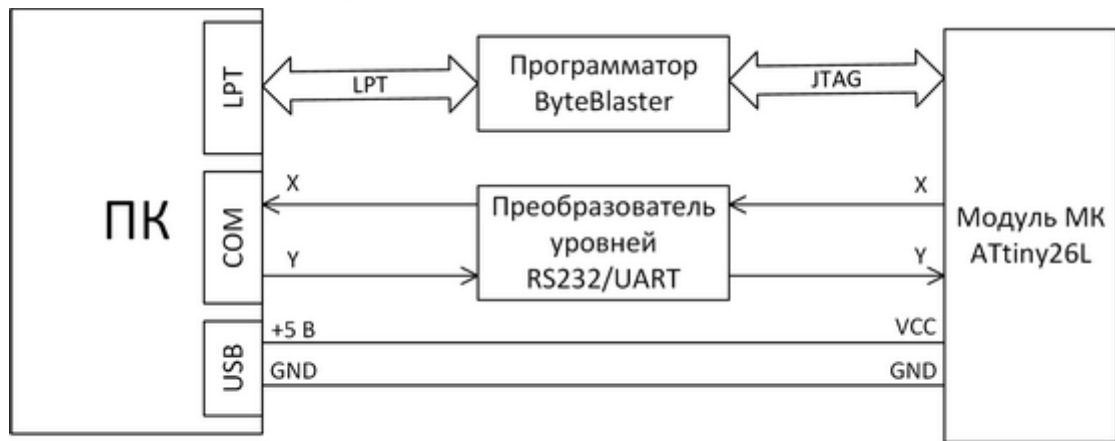 ПК
LPT
COM
USB
LPT
Программатор
ByteBlaster
JTAG
X
Y
Преобразователь
уровней
RS232/UART
X
Y
+5 В
GND
VCC
GND
Модуль МК
ATtiny26L